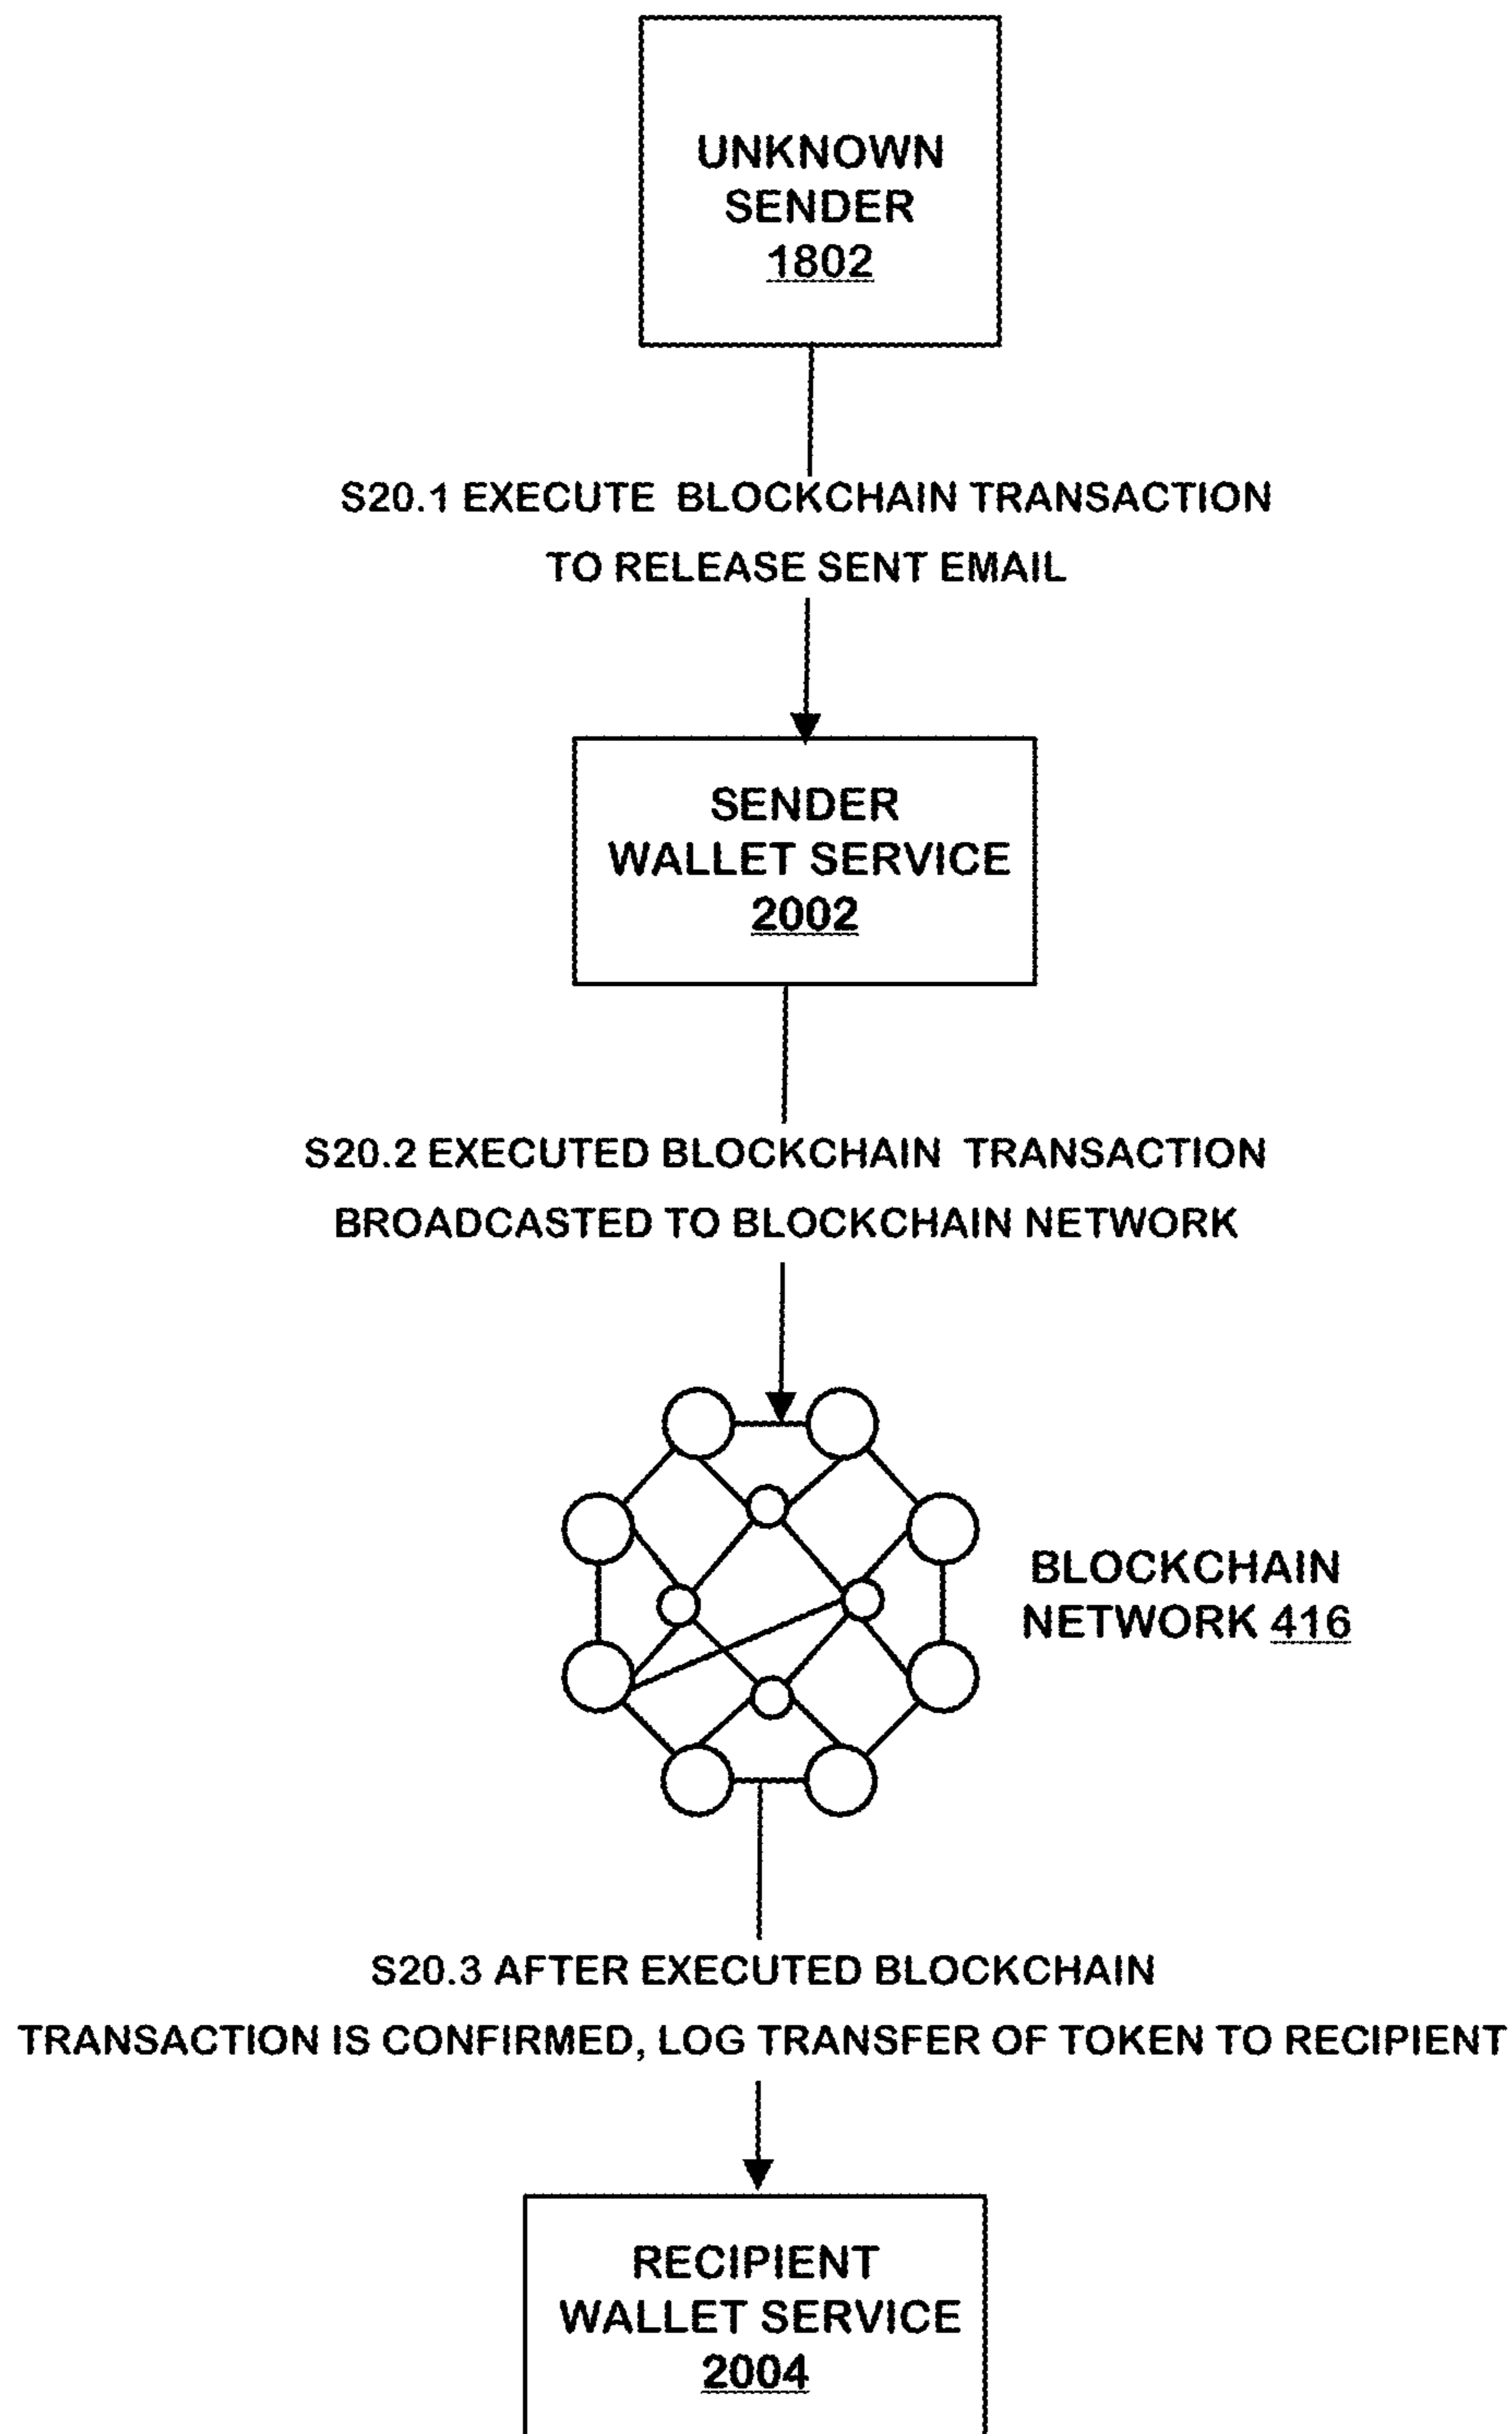 UNKNOWN
SENDER
1802
S20.1 EXECUTE BLOCKCHAIN TRANSACTION
TO RELEASE SENT EMAIL
SENDER
WALLET SERVICE
2002
S20.2 EXECUTED BLOCKCHAIN TRANSACTION
BROADCASTED TO BLOCKCHAIN NETWORK
BLOCKCHAIN
NETWORK 416
S20.3 AFTER EXECUTED BLOCKCHAIN
TRANSACTION IS CONFIRMED, LOG TRANSFER OF TOKEN TO RECIPIENT
RECIPIENT
WALLET SERVICE
2004